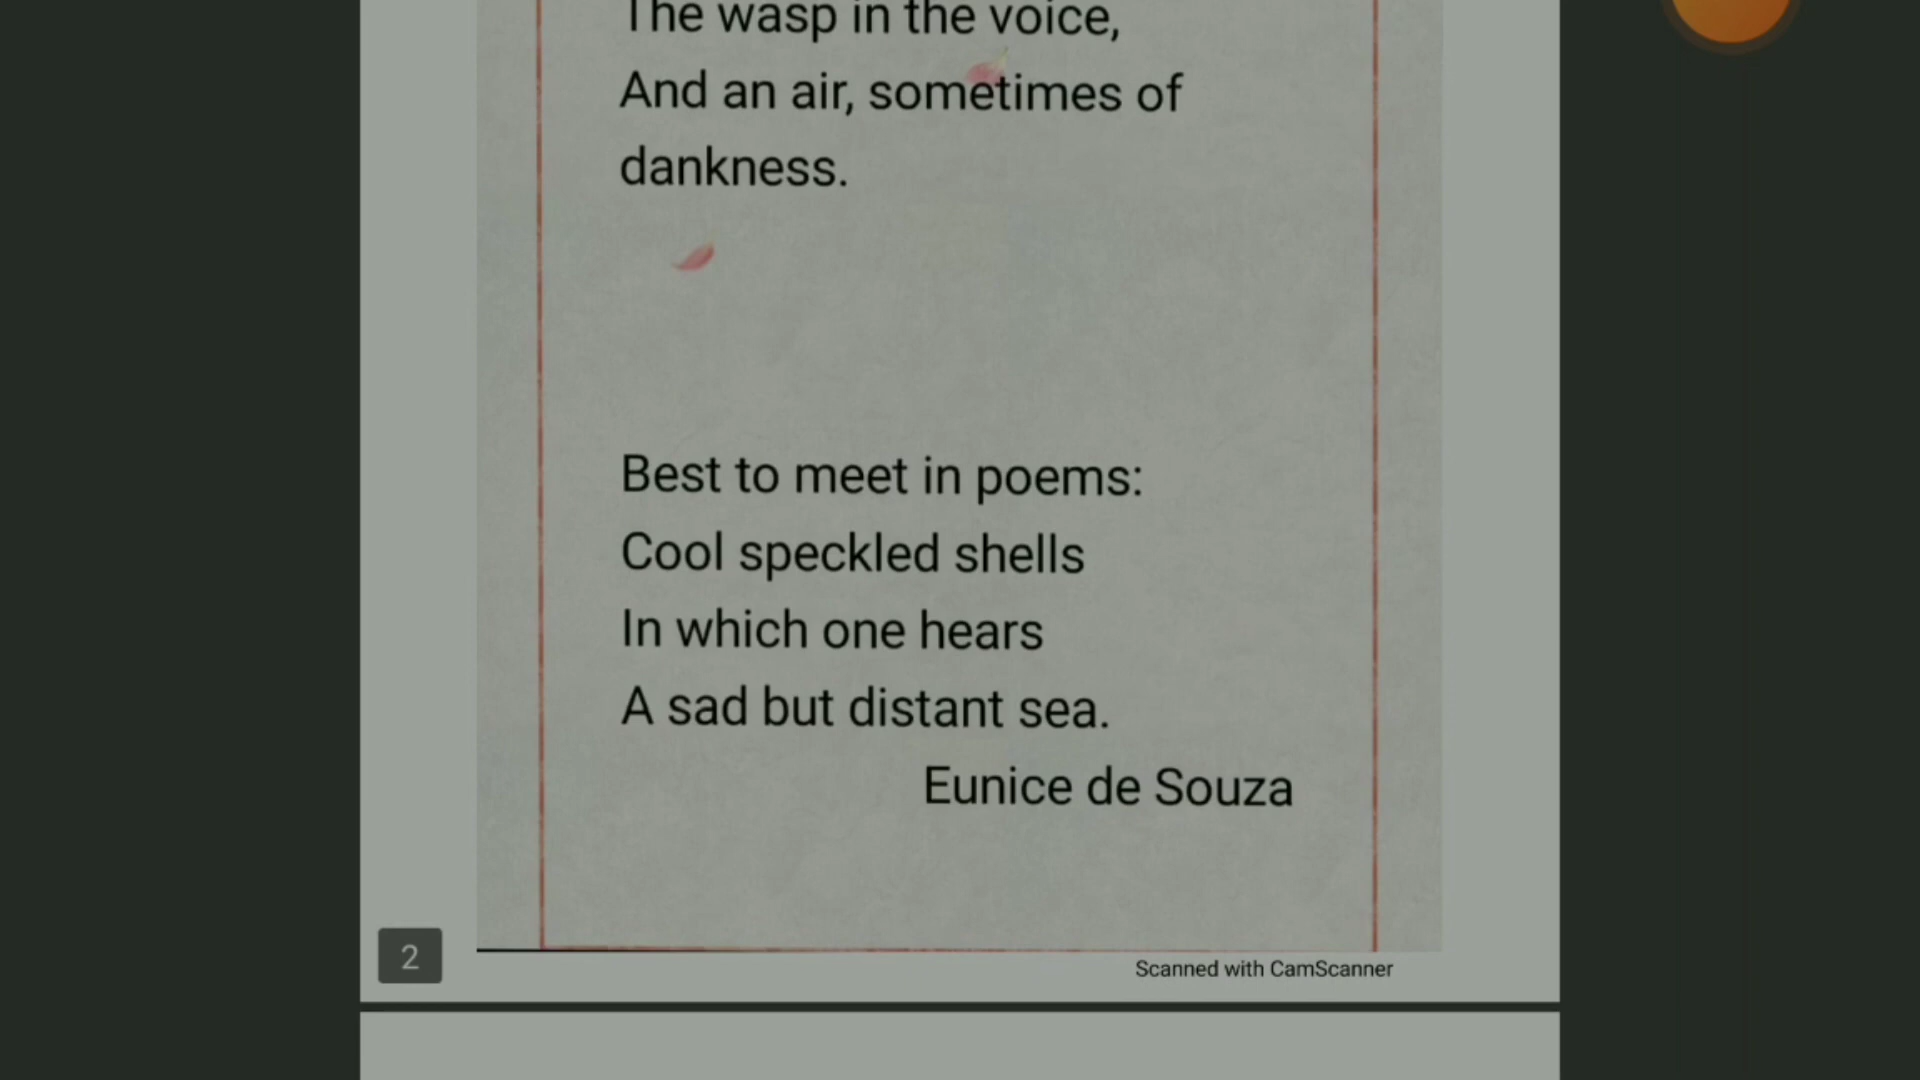 The wasp in the voice,
And an air, sometimes of
dankness.
Best to meet in poems:
Cool speckled shells
In which one hears
A sad but distant sea.
Eunice de Souza
2
Scanned with CamScanner